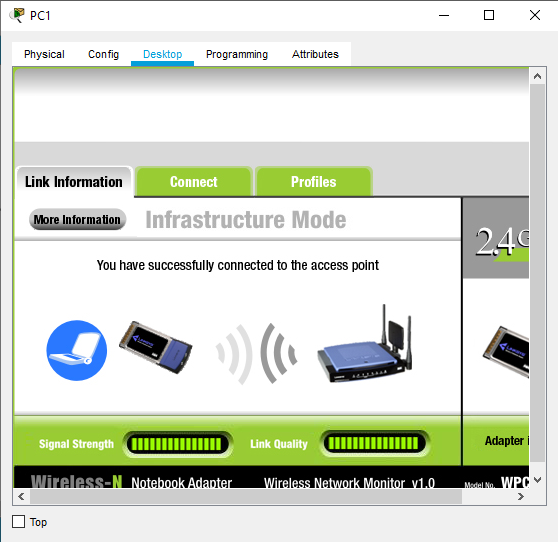 PC1
Physical Config Desktop Programming Attributes
Link Information Connect Profiles
More Information Infrastructure Mode
2.4G
You have successfully connected to the access point
Signal Strength Link Quality
Adapter i
Wireless-N Notebook Adapter Wireless Network Monitor v1.0 Model No. WPC
Top